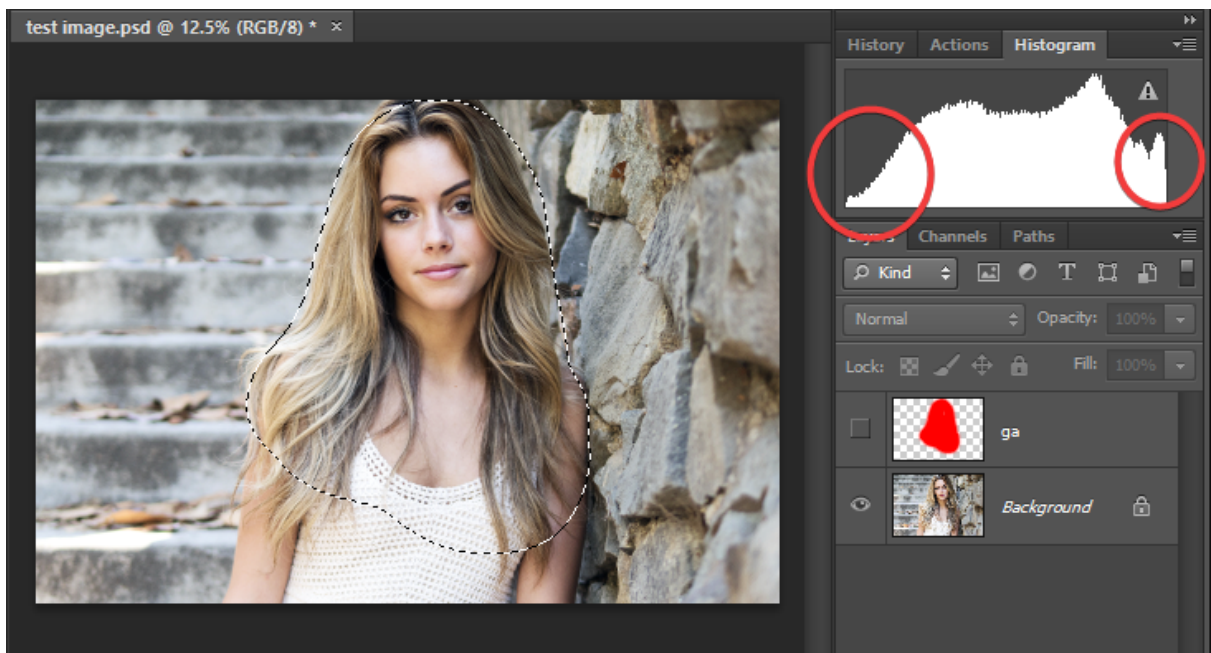 test image.psd @ 12.5% (RGB/8) * ×
History Actions Histogram
Layers Channels Paths
Kind
Normal Opacity: 100%
Lock: Fill: 100%
ga
Background